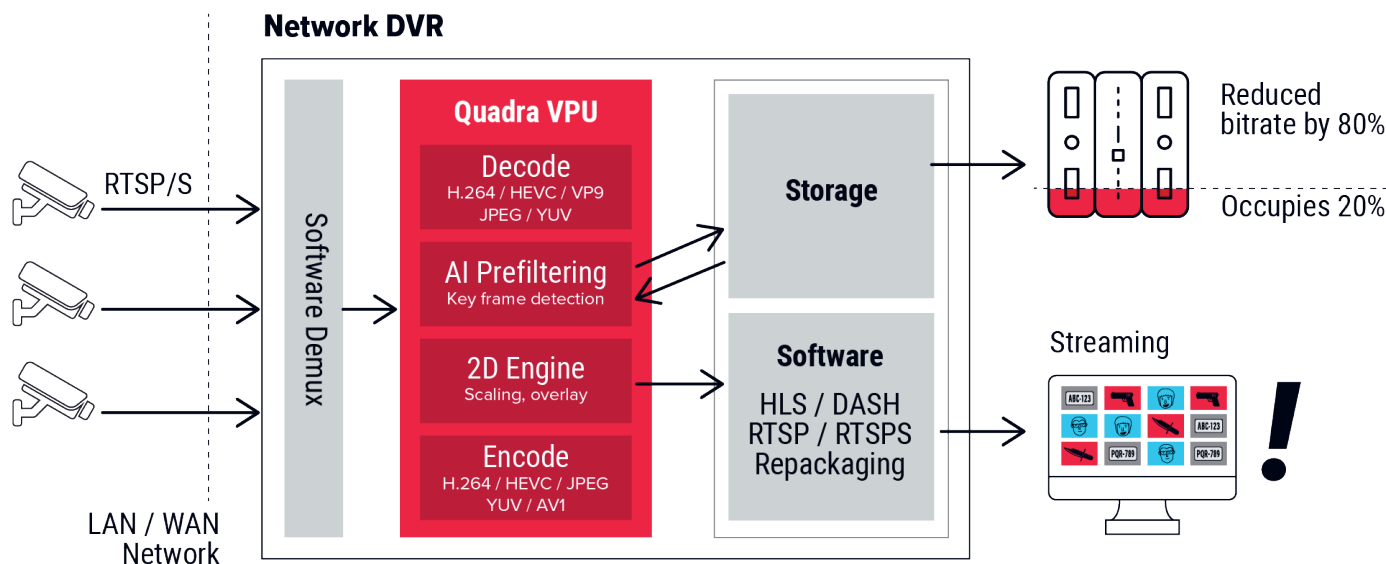 Network DVR
RTSP/S
LAN / WAN
Network
Software Demux
Quadra VPU
Decode
H.264 / HEVC / VP9
JPEG / YUV
AI Prefiltering
Key frame detection
2D Engine
Scaling, overlay
Encode
H.264 / HEVC / JPEG
YUV / AV1
Storage
Software
HLS / DASH
RTSP / RTSPS
Repackaging
Reduced
bitrate by 80%
Occupies 20%
Streaming
ABC-123
ABC-123
PQR-789
PQR-789
!